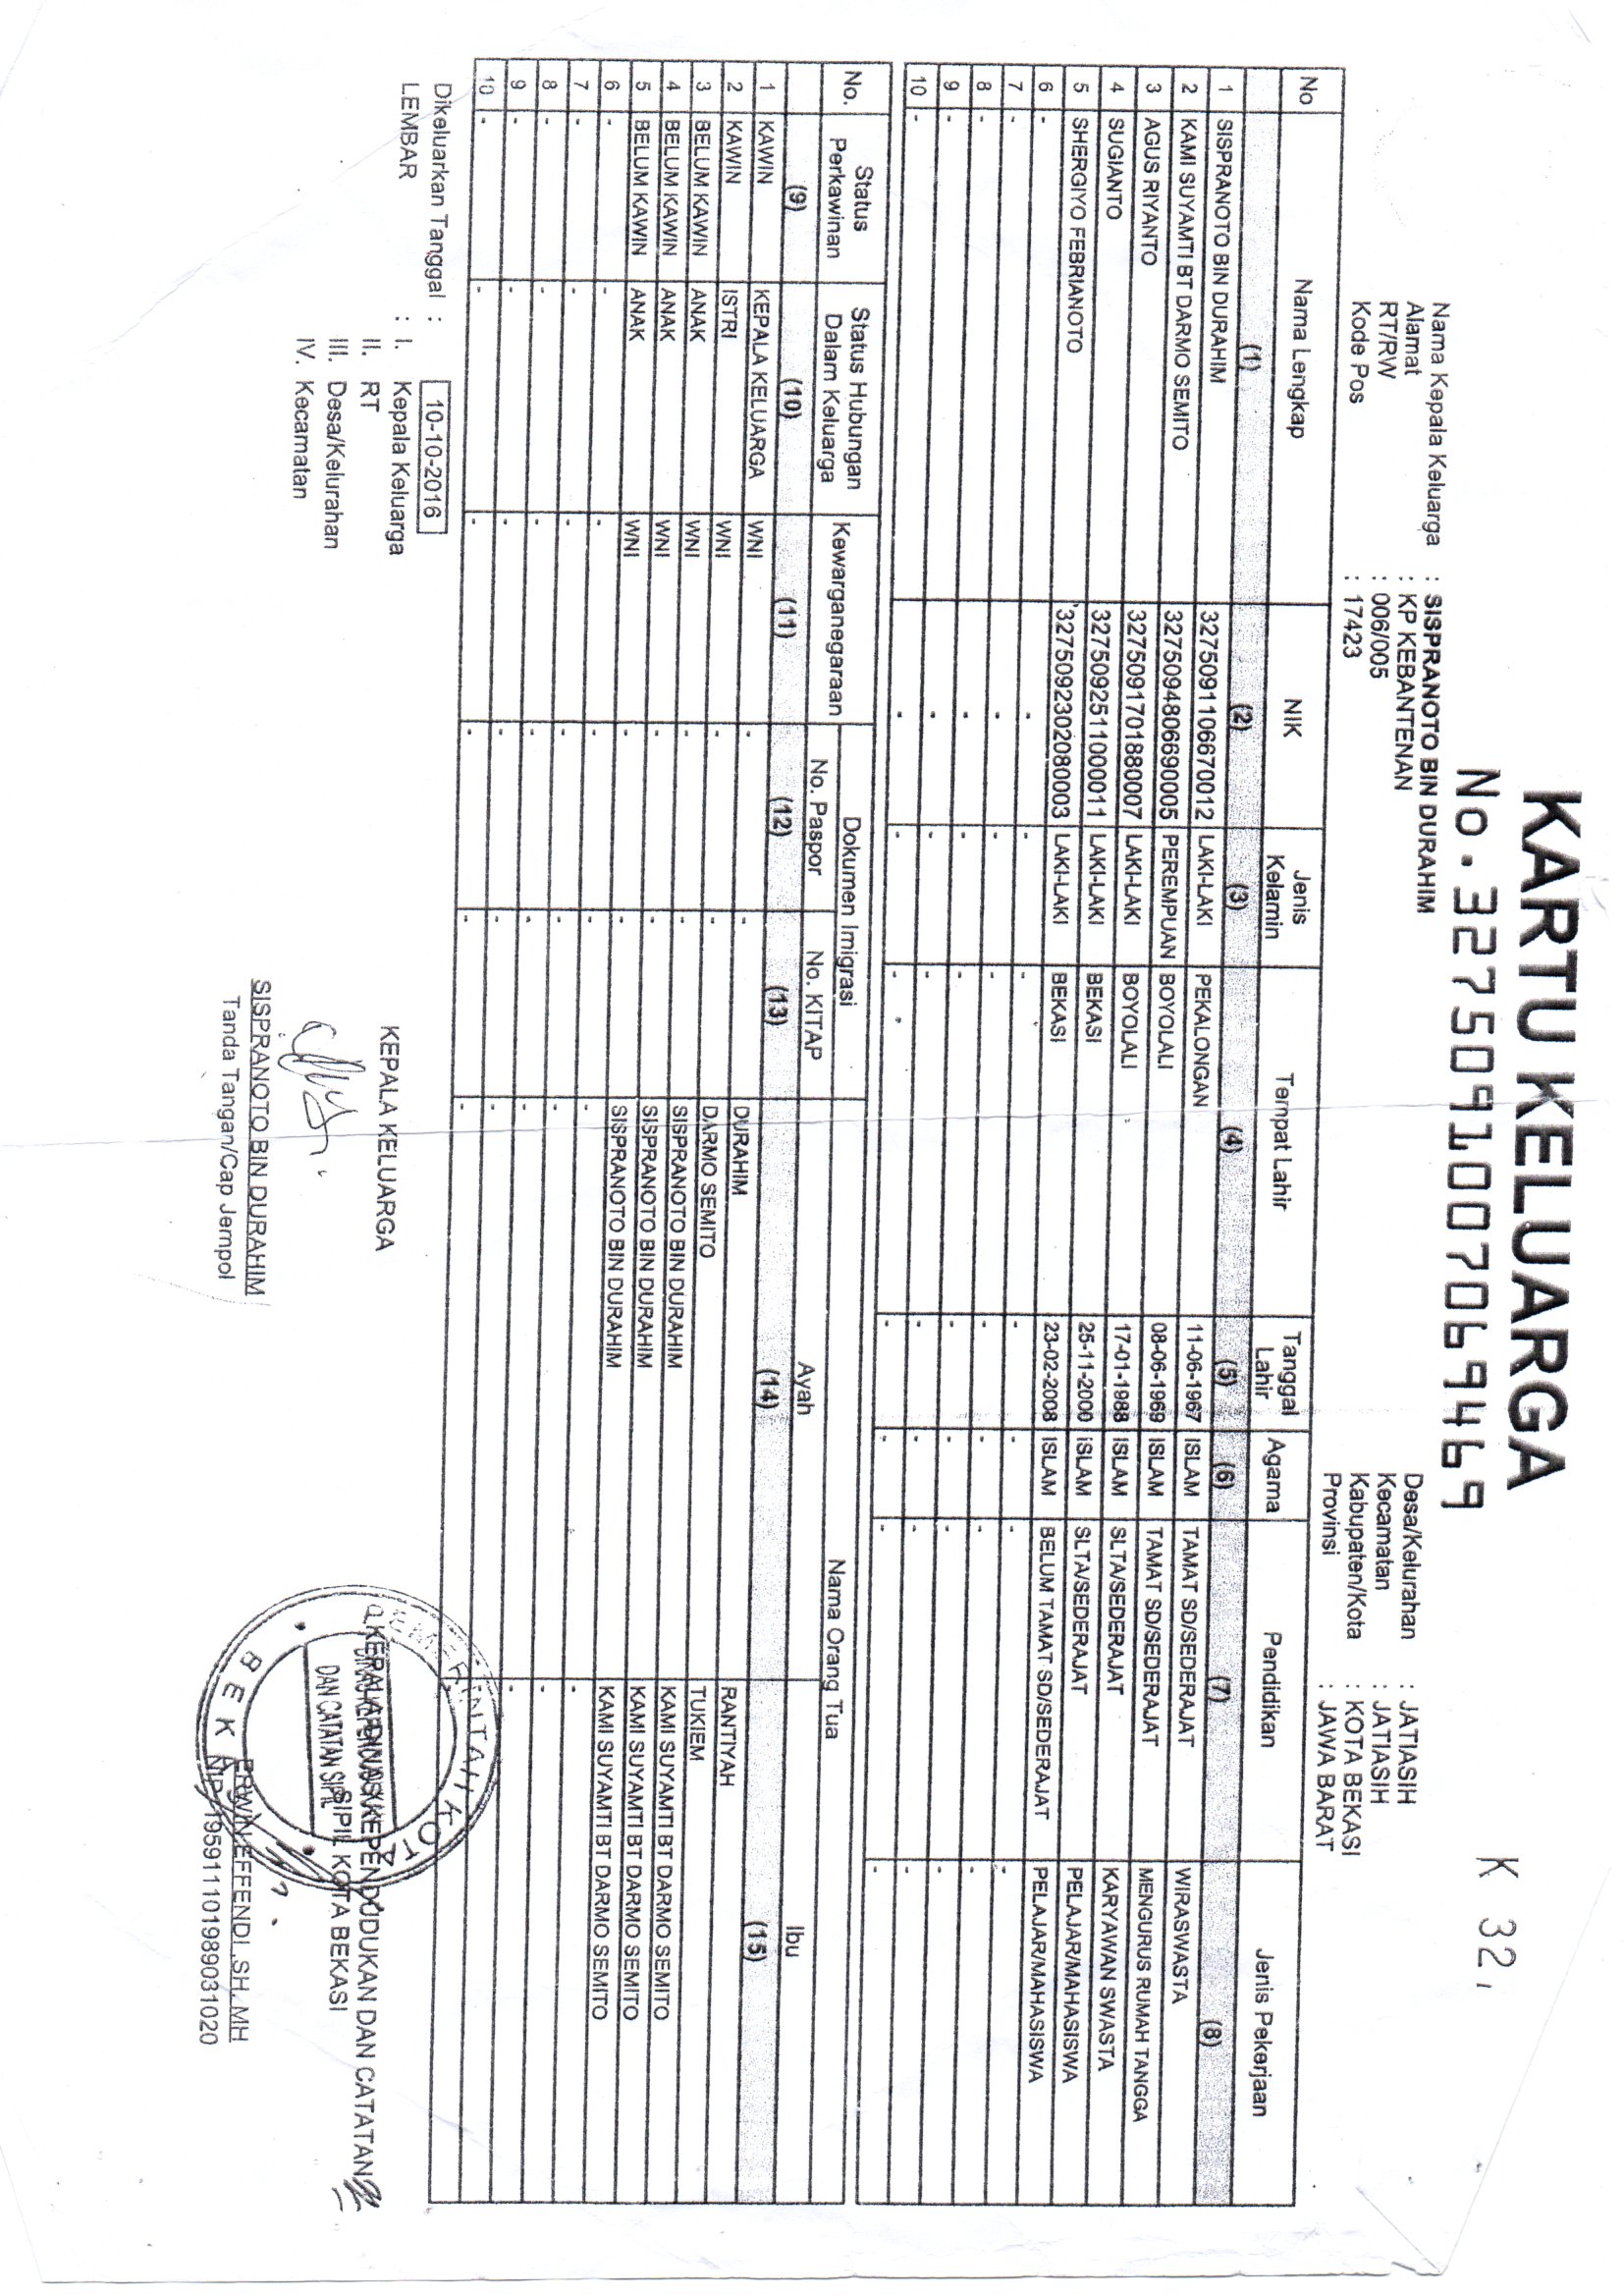 KARTU KELUARGA
No.3275091007069469
K 32,
Nama Kepala Keluarga : SISPRANOTO BIN DURAHIM
Alamat : KP KEBANTENAN
RT/RW : 006/005
Kode Pos : 17423
Desa/Kelurahan : JATIASIH
Kecamatan : JATIASIH
Kabupaten/Kota : KOTA BEKASI
Provinsi : JAWA BARAT
No Nama Lengkap NIK Jenis Kelamin Tempat Lahir Tanggal Lahir Agama Pendidikan Jenis Pekerjaan
(1) (2) (3) (4) (5) (6) (7) (8)
1 SISPRANOTO BIN DURAHIM 3275091106670012 LAKI-LAKI PEKALONGAN 11-06-1967 ISLAM TAMAT SD/SEDERAJAT WIRASWASTA
2 KAMI SUYAMTI BT DARMO SEMITO 3275094806690005 PEREMPUAN BOYOLALI 08-06-1969 ISLAM TAMAT SD/SEDERAJAT MENGURUS RUMAH TANGGA
3 AGUS RIYANTO 3275091701880007 LAKI-LAKI BOYOLALI 17-01-1988 ISLAM SLTA/SEDERAJAT KARYAWAN SWASTA
4 SUGIANTO 3275092511000011 LAKI-LAKI BEKASI 25-11-2000 ISLAM SLTA/SEDERAJAT PELAJAR/MAHASISWA
5 SHERGIYO FEBRIANOTO 3275092302080003 LAKI-LAKI BEKASI 23-02-2008 ISLAM BELUM TAMAT SD/SEDERAJAT PELAJAR/MAHASISWA
6 - - - - - - - -
7 - - - - - - - -
8 - - - - - - - -
9 - - - - - - - -
10 - - - - - - - -
No. Status Perkawinan Status Hubungan Dalam Keluarga Kewarganegaraan Dokumen Imigrasi Nama Orang Tua
No. Paspor No. KITAP Ayah Ibu
(9) (10) (11) (12) (13) (14) (15)
1 KAWIN KEPALA KELUARGA WNI - - DURAHIM RANTIYAH
2 KAWIN ISTRI WNI - - DARMO SEMITO TUKIEM
3 BELUM KAWIN ANAK WNI - - SISPRANOTO BIN DURAHIM KAMI SUYAMTI BT DARMO SEMITO
4 BELUM KAWIN ANAK WNI - - SISPRANOTO BIN DURAHIM KAMI SUYAMTI BT DARMO SEMITO
5 BELUM KAWIN ANAK WNI - - SISPRANOTO BIN DURAHIM KAMI SUYAMTI BT DARMO SEMITO
6 - - - - - - -
7 - - - - - - -
8 - - - - - - -
9 - - - - - - -
10 - - - - - - -
Dikeluarkan Tanggal : 10-10-2016
LEMBAR : I. Kepala Keluarga
II. RT
III. Desa/Kelurahan
IV. Kecamatan
KEPALA KELUARGA
SISPRANOTO BIN DURAHIM
Tanda Tangan/Cap Jempol
KEPALA DINAS KEPENDUDUKAN DAN CATATAN
SIPIL KOTA BEKASI
ERWIN EFFENDI ,SH, MH
NIP. 195911101989031020
PEMERINTAH KOTA
DINAS KEPENDUDUKAN
DAN CATATAN SIPIL
BEKASI